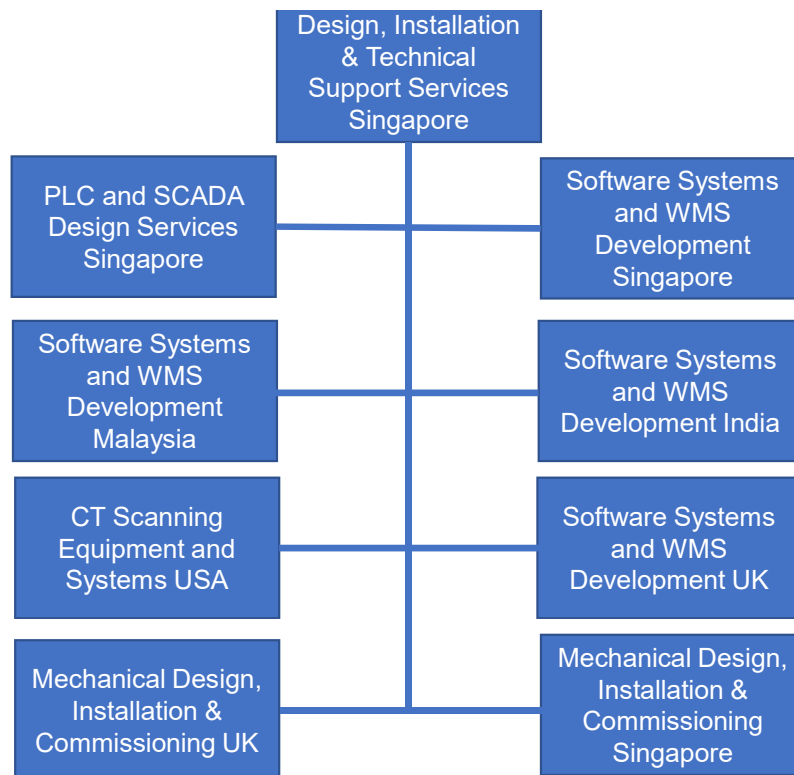 Design, Installation
& Technical
Support Services
Singapore
PLC and SCADA
Design Services
Singapore
Software Systems
and WMS
Development
Singapore
Software Systems
and WMS
Development
Malaysia
Software Systems
and WMS
Development India
CT Scanning
Equipment and
Systems USA
Software Systems
and WMS
Development UK
Mechanical Design,
Installation &
Commissioning UK
Mechanical Design,
Installation &
Commissioning
Singapore